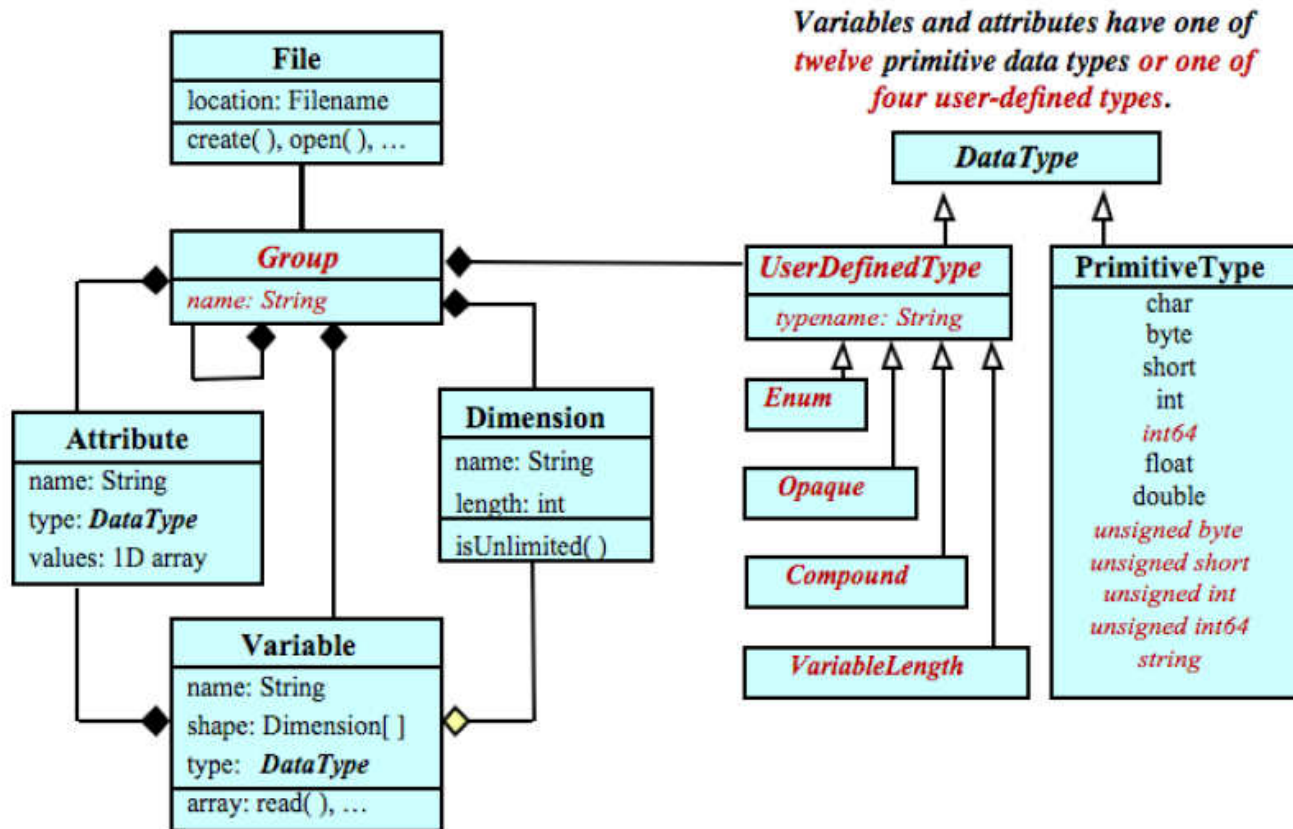 Variables and attributes have one of
twelve primitive data types or one of
four user-defined types.
File
location: Filename
create( ), open( ), …
Group
name: String
Attribute
name: String
type: DataType
values: 1D array
Dimension
name: String
length: int
isUnlimited( )
Variable
name: String
shape: Dimension[ ]
type: DataType
array: read( ), …
DataType
UserDefinedType
typename: String
Enum
Opaque
Compound
VariableLength
PrimitiveType
char
byte
short
int
int64
float
double
unsigned byte
unsigned short
unsigned int
unsigned int64
string